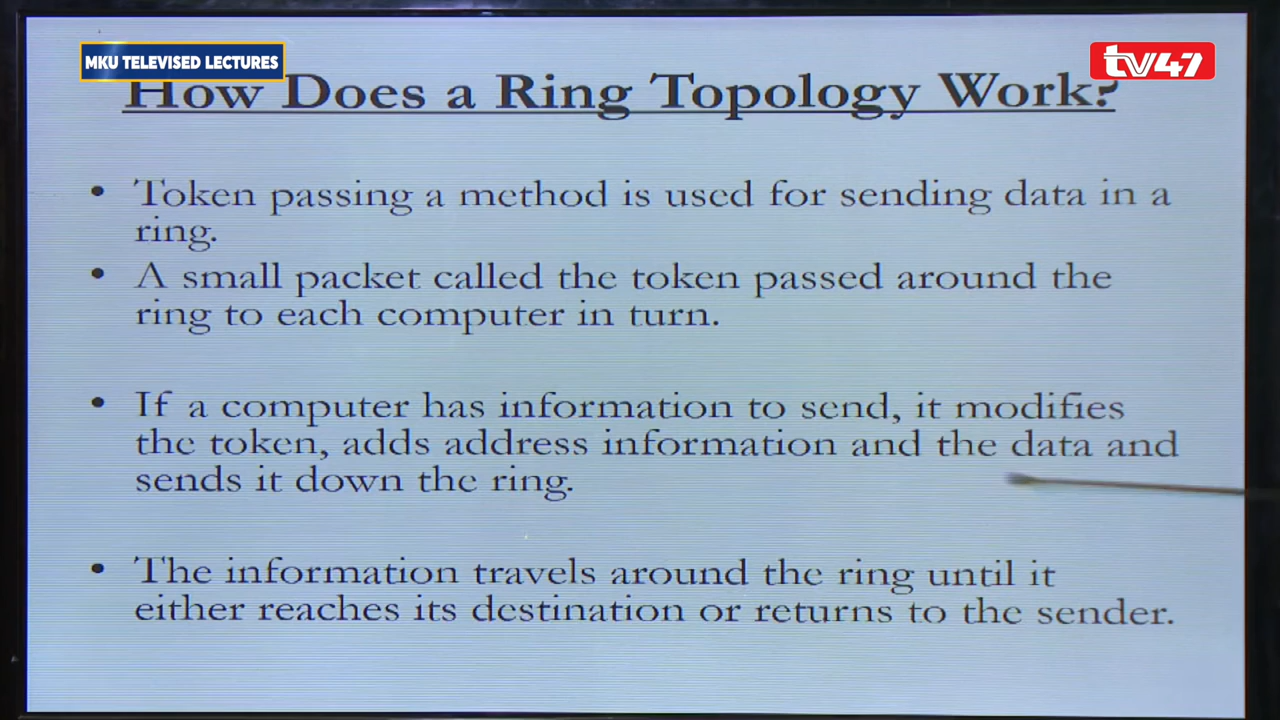 MKU TELEVISED LECTURES
tv47
How Does a Ring Topology Work?
• Token passing a method is used for sending data in a
ring.
• A small packet called the token passed around the
ring to each computer in turn.
• If a computer has information to send, it modifies
the token, adds address information and the data and
sends it down the ring.
• The information travels around the ring until it
either reaches its destination or returns to the sender.